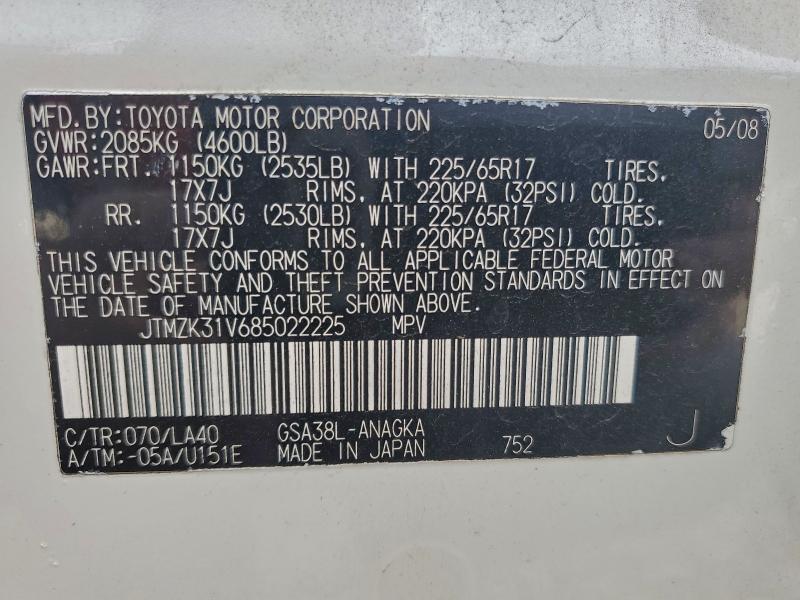 MFD.BY:TOYOTA MOTOR CORPORATION 05/08
GVWR:2085KG (4600LB)
GAWR:FRT. 1150KG (2535LB) WITH 225/65R17 TIRES,
17X7J RIMS, AT 220KPA (32PSI) COLD.
RR. 1150KG (2530LB) WITH 225/65R17 TIRES,
17X7J RIMS, AT 220KPA (32PSI) COLD.
THIS VEHICLE CONFORMS TO ALL APPLICABLE FEDERAL MOTOR
VEHICLE SAFETY AND THEFT PREVENTION STANDARDS IN EFFECT ON
THE DATE OF MANUFACTURE SHOWN ABOVE.
JTMZK31V685022225 MPV
C/TR:070/LA40 GSA38L-ANAGKA
A/TM:-05A/U151E MADE IN JAPAN 752 J